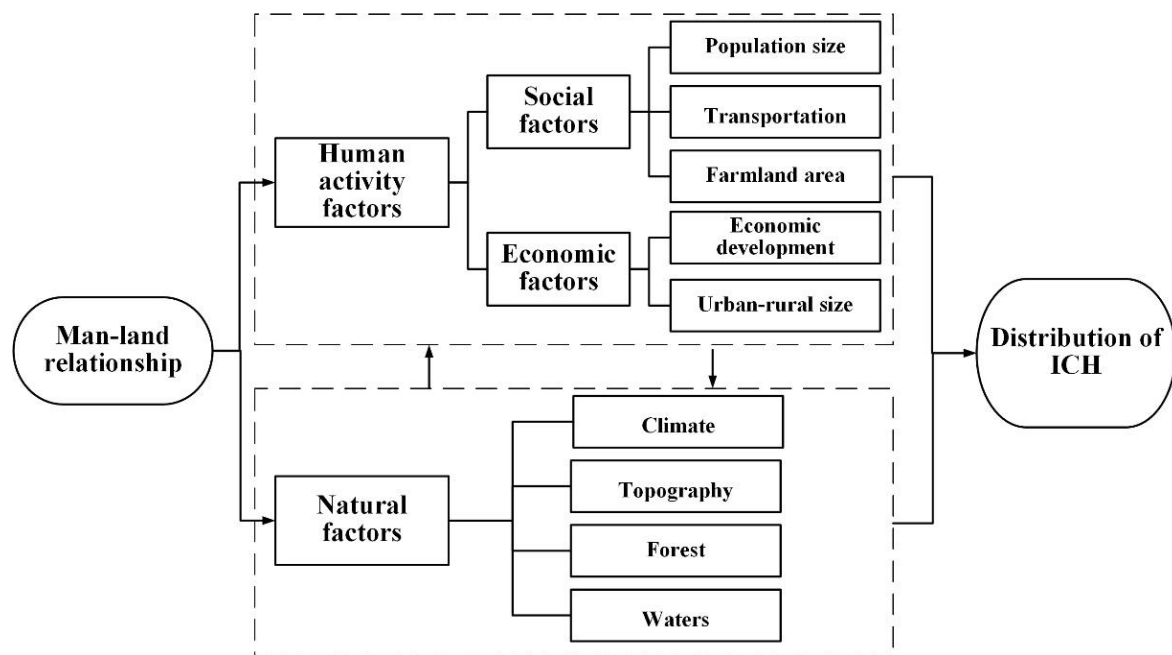 Man-land
relationship
Human
activity
factors
Social
factors
Population size
Transportation
Farmland area
Economic
factors
Economic
development
Urban-rural size
Natural
factors
Climate
Topography
Forest
Waters
Distribution of
ICH